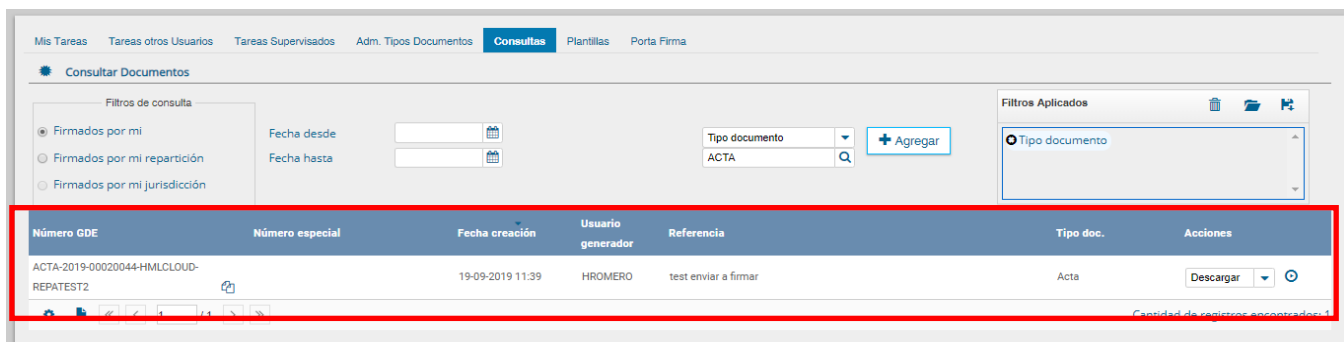 Mis Tareas Tareas otros Usuarios Tareas Supervisados Adm. Tipos Documentos Consultas Plantillas Porta Firma
Consultar Documentos
Filtros de consulta
Firmados por mi
Firmados por mi repartición
Firmados por mi jurisdicción
Fecha desde
Fecha hasta
Tipo documento
ACTA
Agregar
Filtros Aplicados
Tipo documento
Número GDE Número especial Fecha creación Usuario generador Referencia Tipo doc. Acciones
ACTA-2019-00020044-HMLCLOUD-
REPATEST2
19-09-2019 11:39 HROMERO test enviar a firmar Acta Descargar
1 / 1
Cantidad de registros encontrados: 1